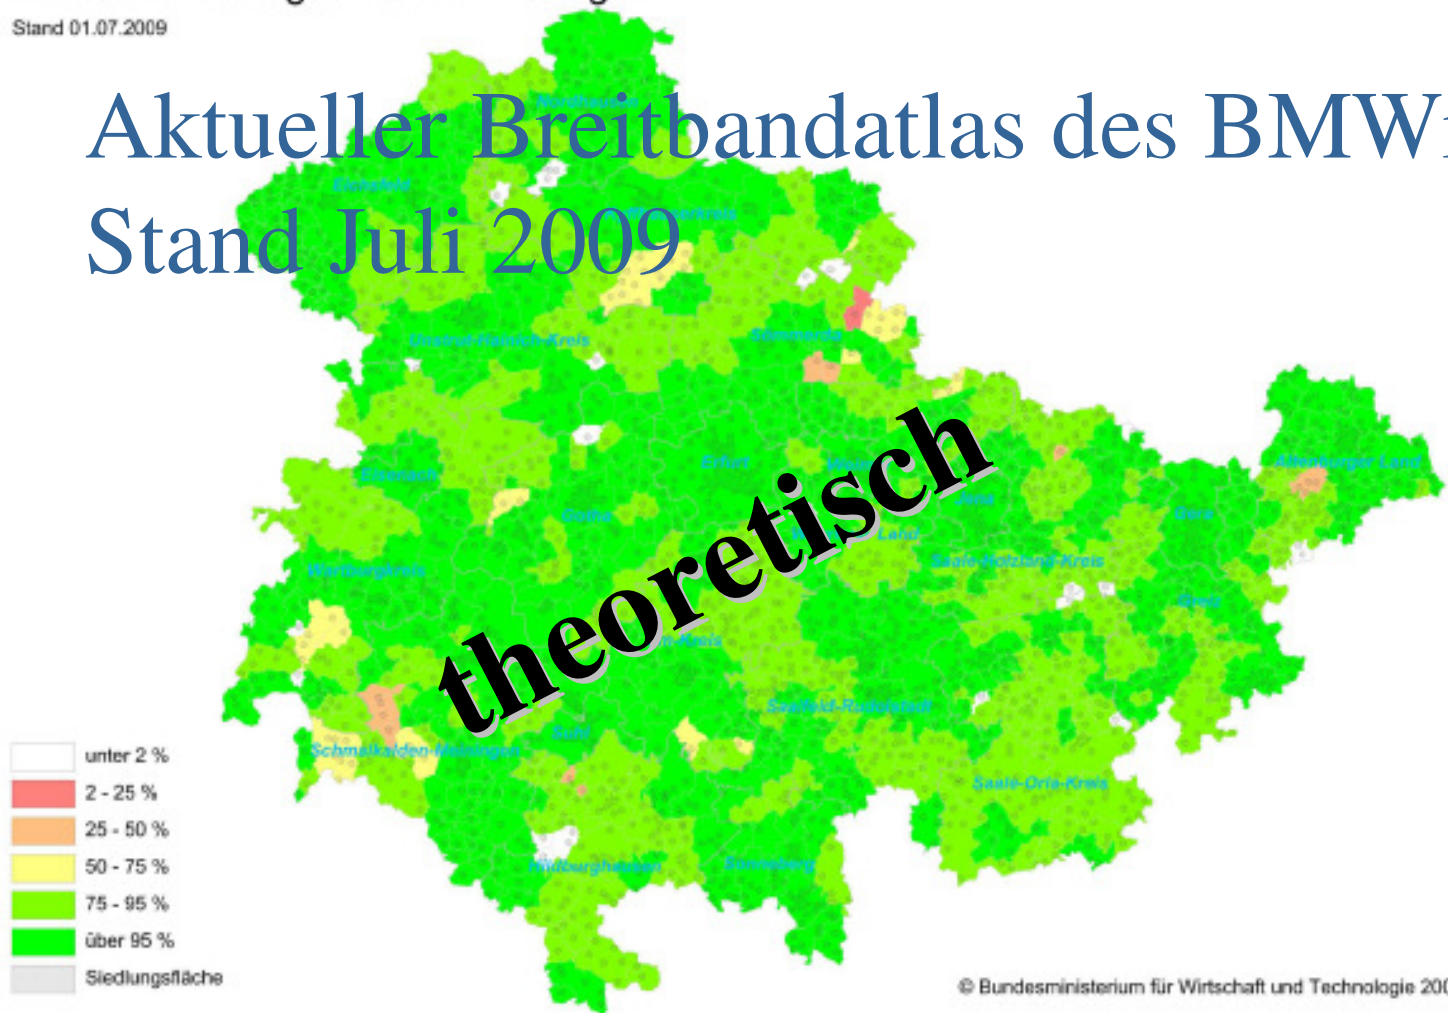 Stand 01.07.2009
Aktueller Breitbandatlas des BMWi
Stand Juli 2009
Nordhausen
Eichsfeld
Unstrut-Hainich-Kreis
Sömmerda
Eisenach
Erfurt
Altenburger Land
Gotha
Jena
Gera
Land
Wartburgkreis
Saale-Holzland-Kreis
Greiz
theoretisch
m-Kreis
Saalfeld-Rudolstadt
Suhl
Schmalkalden-Meiningen
Saale-Orla-Kreis
Hildburghausen
Sonneberg
unter 2 %
2 - 25 %
25 - 50 %
50 - 75 %
75 - 95 %
über 95 %
Siedlungsfläche
© Bundesministerium für Wirtschaft und Technologie 200